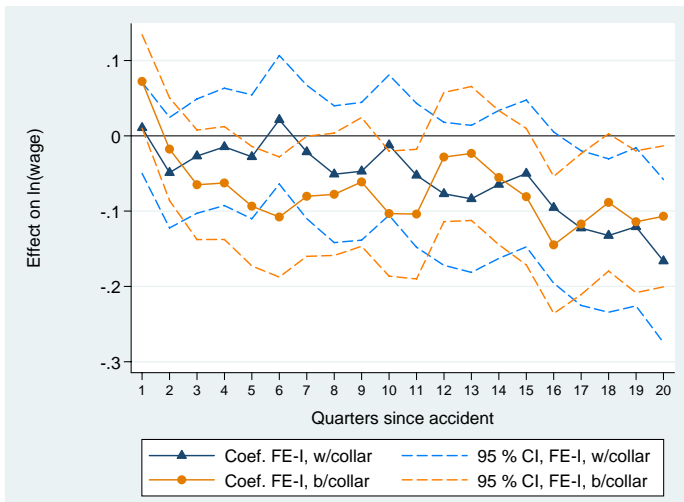 .1
0
-.1
-.2
-.3
Effect on ln(wage)
1 2 3 4 5 6 7 8 9 10 11 12 13 14 15 16 17 18 19 20
Quarters since accident
Coef. FE-I, w/collar 95 % CI, FE-I, w/collar
Coef. FE-I, b/collar 95 % CI, FE-I, b/collar